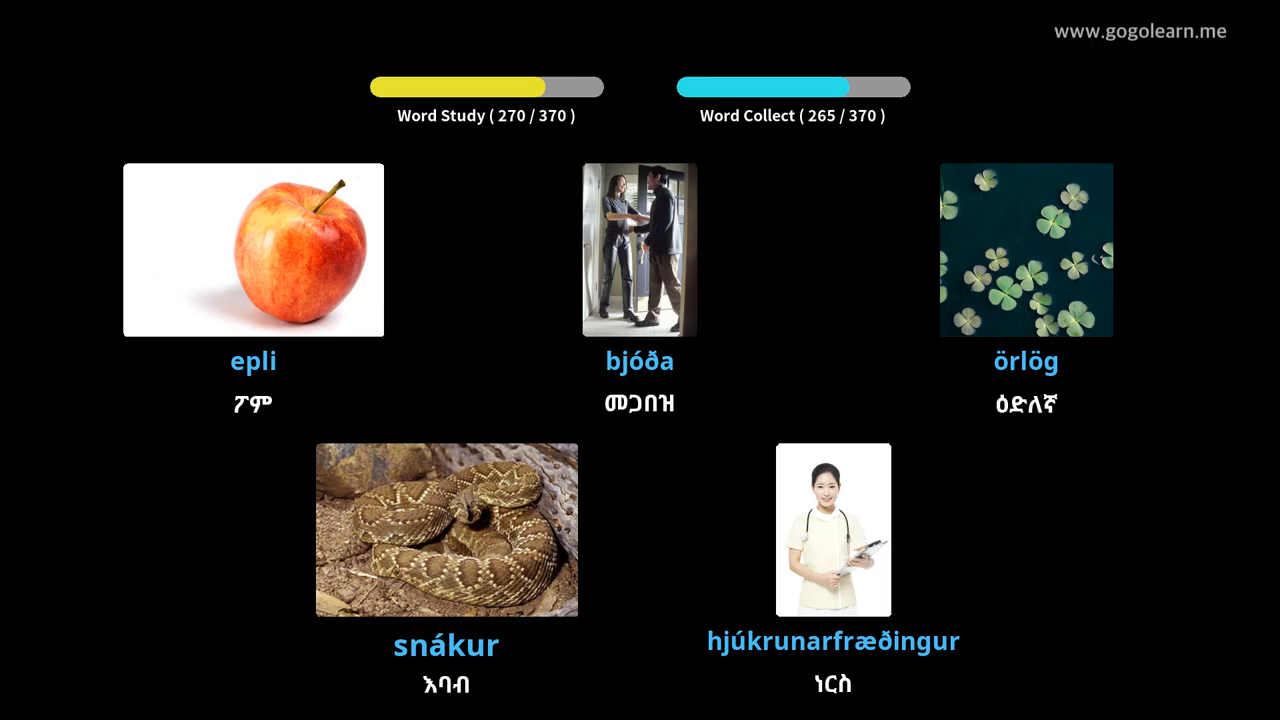 www.gogolearn.me
Word Study ( 270 / 370 )
Word Collect ( 265 / 370 )
epli
ፖም
bjóða
መጋበዝ
örlög
ዕድለኛ
snákur
እባብ
hjúkrunarfræðingur
ነርስ